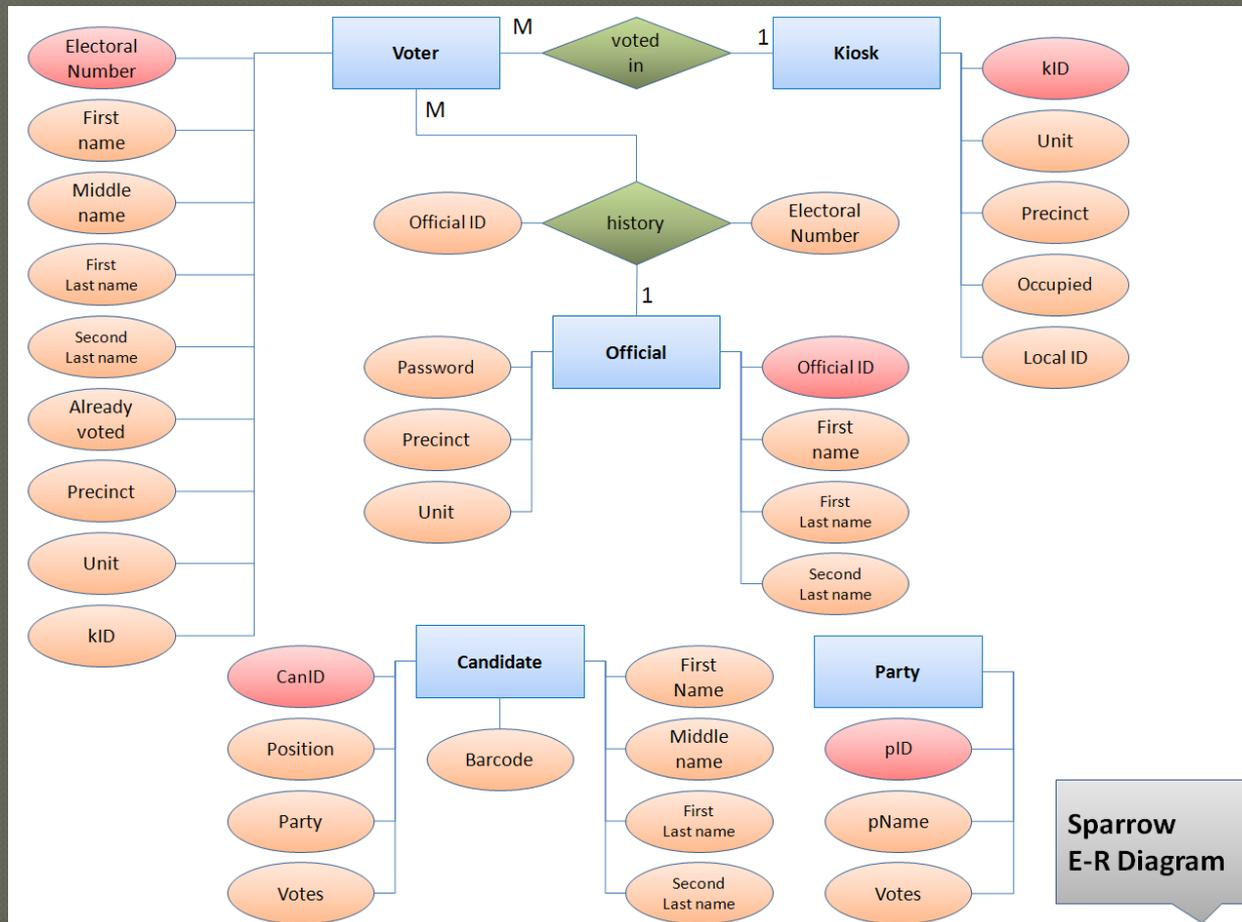 Electoral
Number
First
name
Middle
name
First
Last name
Second
Last name
Already
voted
Precinct
Unit
kID
Voter
M
voted
in
1
Kiosk
kID
Unit
Precinct
Occupied
Local ID
M
Official ID
history
Electoral
Number
1
Official
Password
Precinct
Unit
Official ID
First
name
First
Last name
Second
Last name
Candidate
CanID
Position
Party
Votes
Barcode
First
Name
Middle
name
First
Last name
Second
Last name
Party
pID
pName
Votes
Sparrow
E-R Diagram